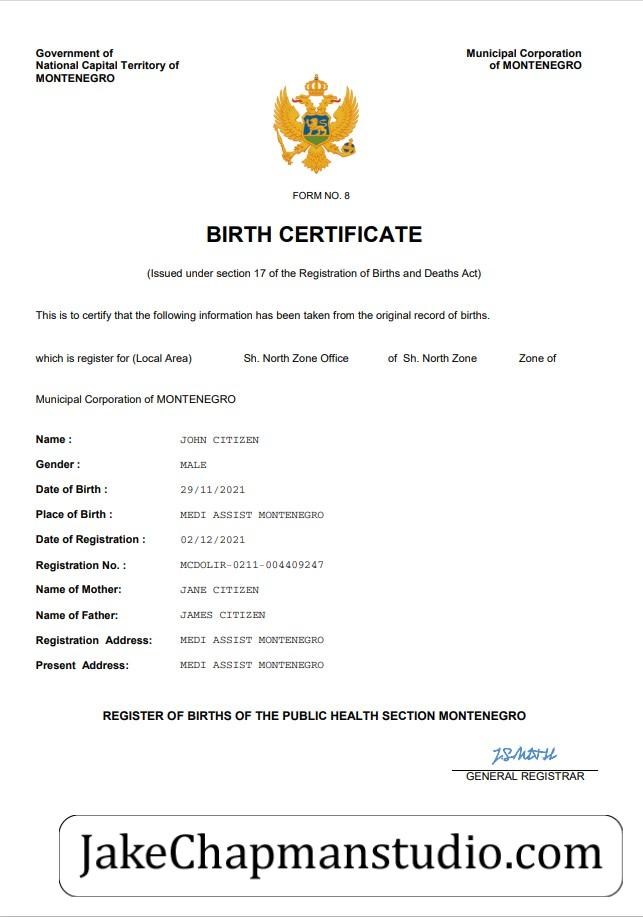 Government of
National Capital Territory of
MONTENEGRO
Municipal Corporation
of MONTENEGRO
FORM NO. 8
BIRTH CERTIFICATE
(Issued under section 17 of the Registration of Births and Deaths Act)
This is to certify that the following information has been taken from the original record of births.
which is register for (Local Area) Sh. North Zone Office of Sh. North Zone Zone of
Municipal Corporation of MONTENEGRO
Name : JOHN CITIZEN
Gender : MALE
Date of Birth : 29/11/2021
Place of Birth : MEDI ASSIST MONTENEGRO
Date of Registration : 02/12/2021
Registration No. : MCDOLIR-0211-004409247
Name of Mother: JANE CITIZEN
Name of Father: JAMES CITIZEN
Registration Address: MEDI ASSIST MONTENEGRO
Present Address: MEDI ASSIST MONTENEGRO
REGISTER OF BIRTHS OF THE PUBLIC HEALTH SECTION MONTENEGRO
GENERAL REGISTRAR
JakeChapmanstudio.com